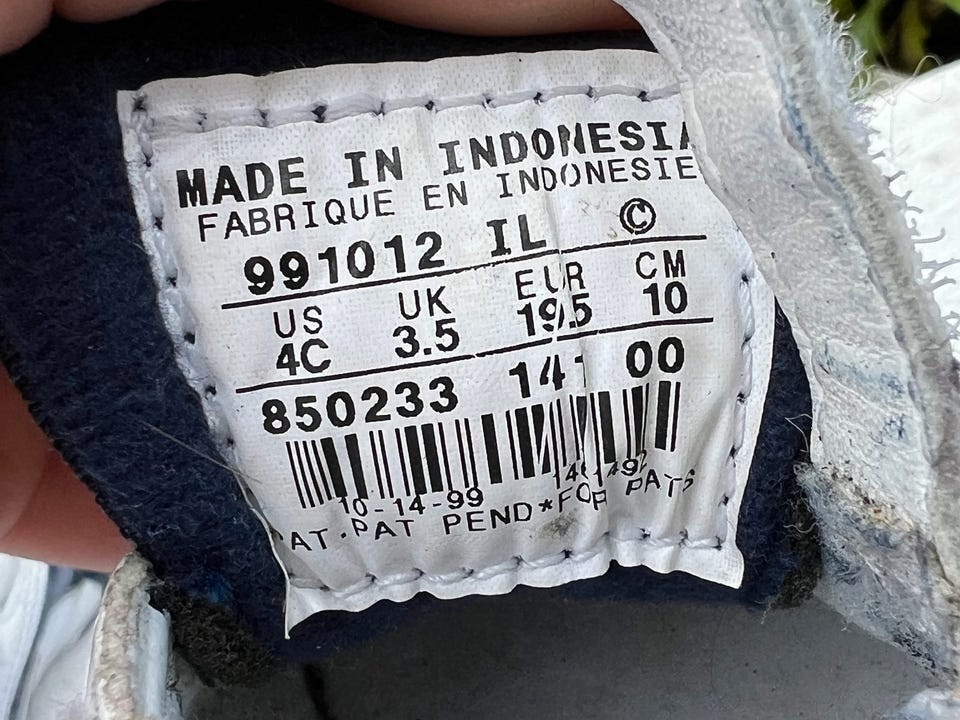 MADE IN INDONESIA
FABRIQUE EN INDONESIE
991012 IL ©
US UK EUR CM
4C 3.5 19.5 10
850233 141 00
10-14-99
PAT.PAT PEND*FOR PATS